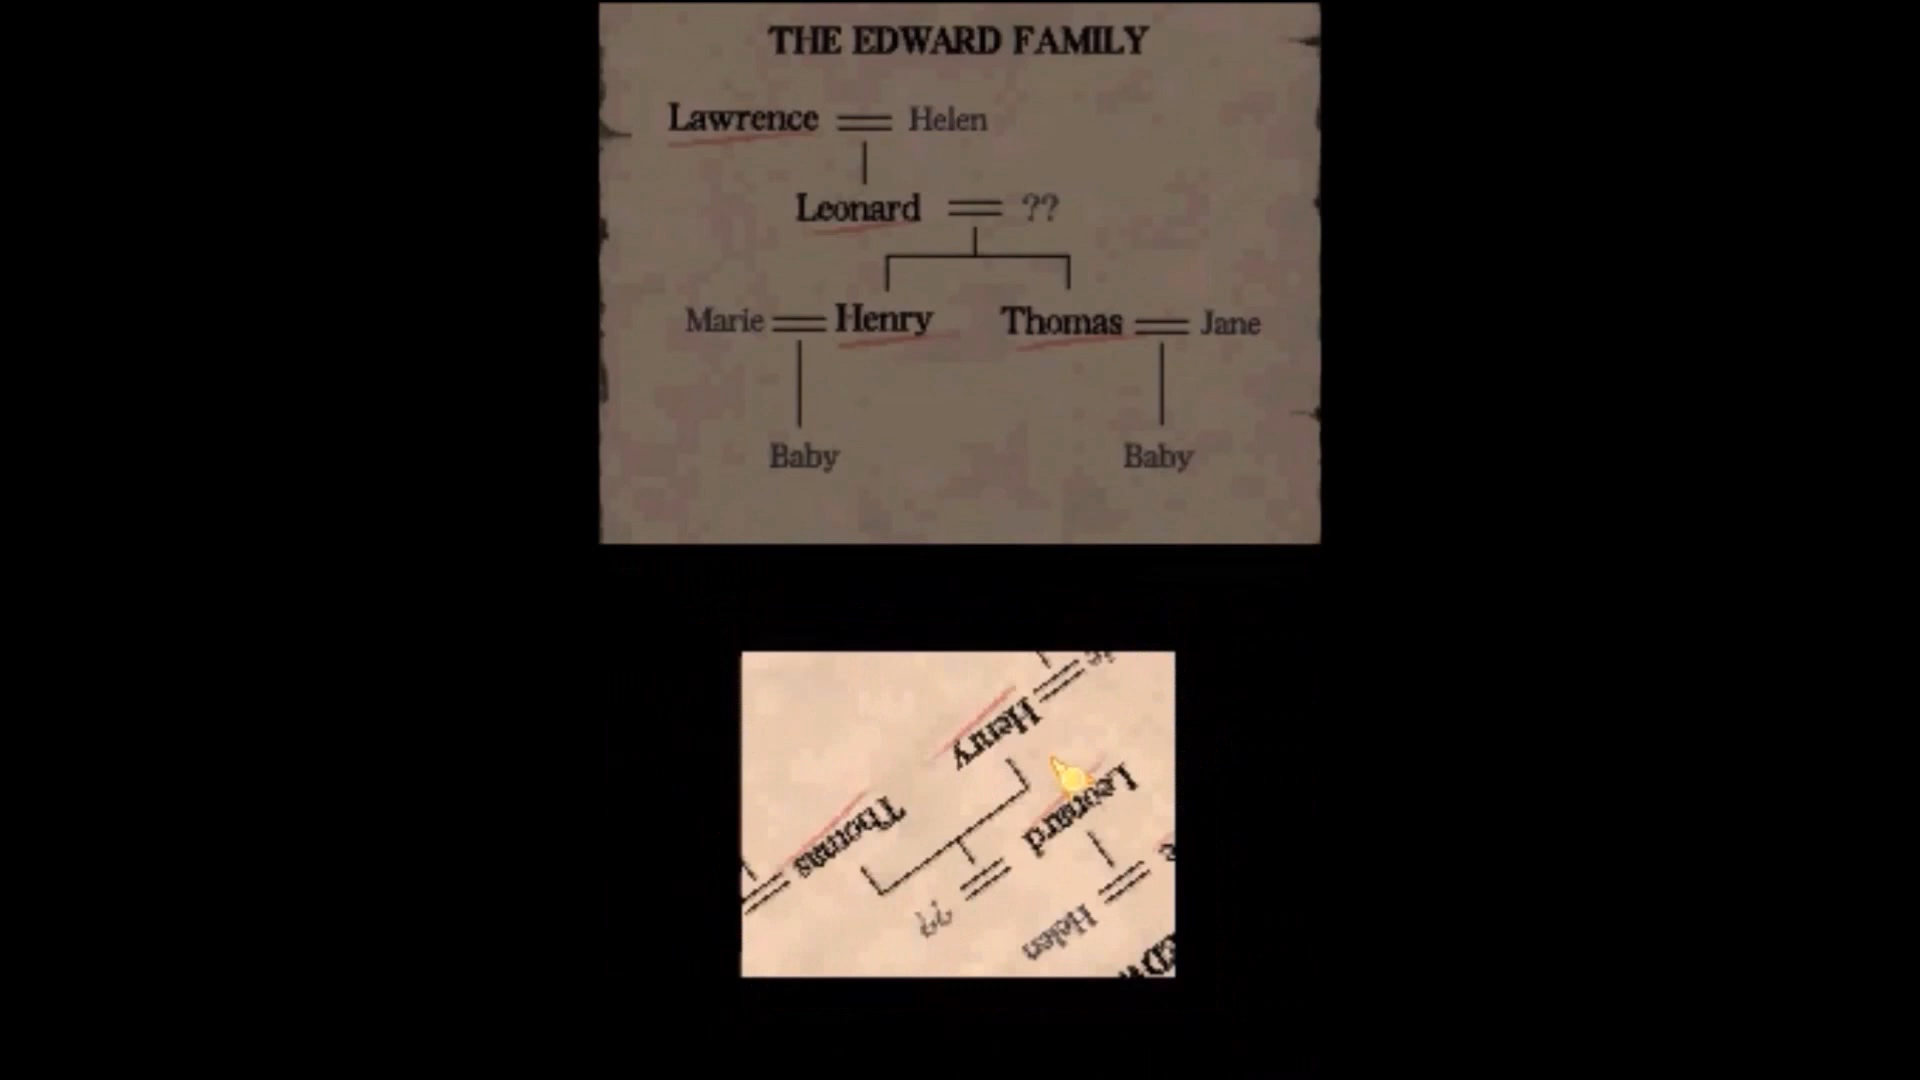 THE EDWARD FAMILY
Lawrence Helen
Leonard ??
Marie Henry Thomas Jane
Baby Baby
Henry
Leonard
Thomas
??
Helen